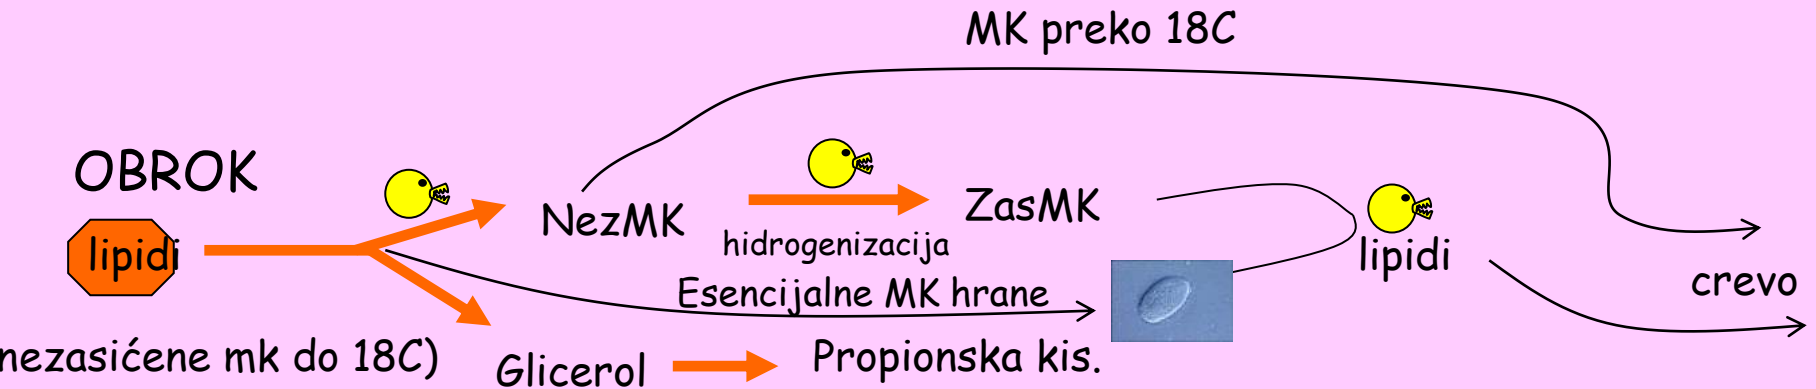 MK preko 18C
OBROK
lipidi
NezMK
hidrogenizacija
ZasMK
lipidi
crevo
Esencijalne MK hrane
nezasićene mk do 18C)
Glicerol
Propionska kis.